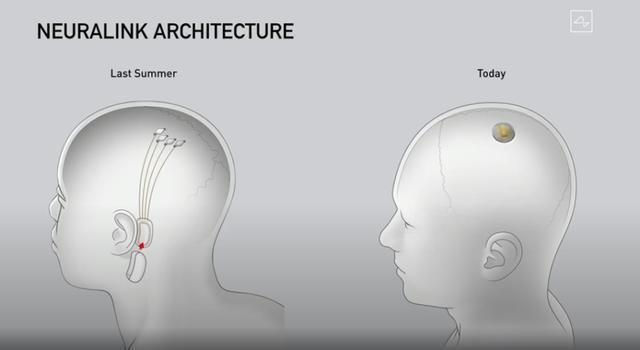 NEURALINK ARCHITECTURE
Last Summer
Today